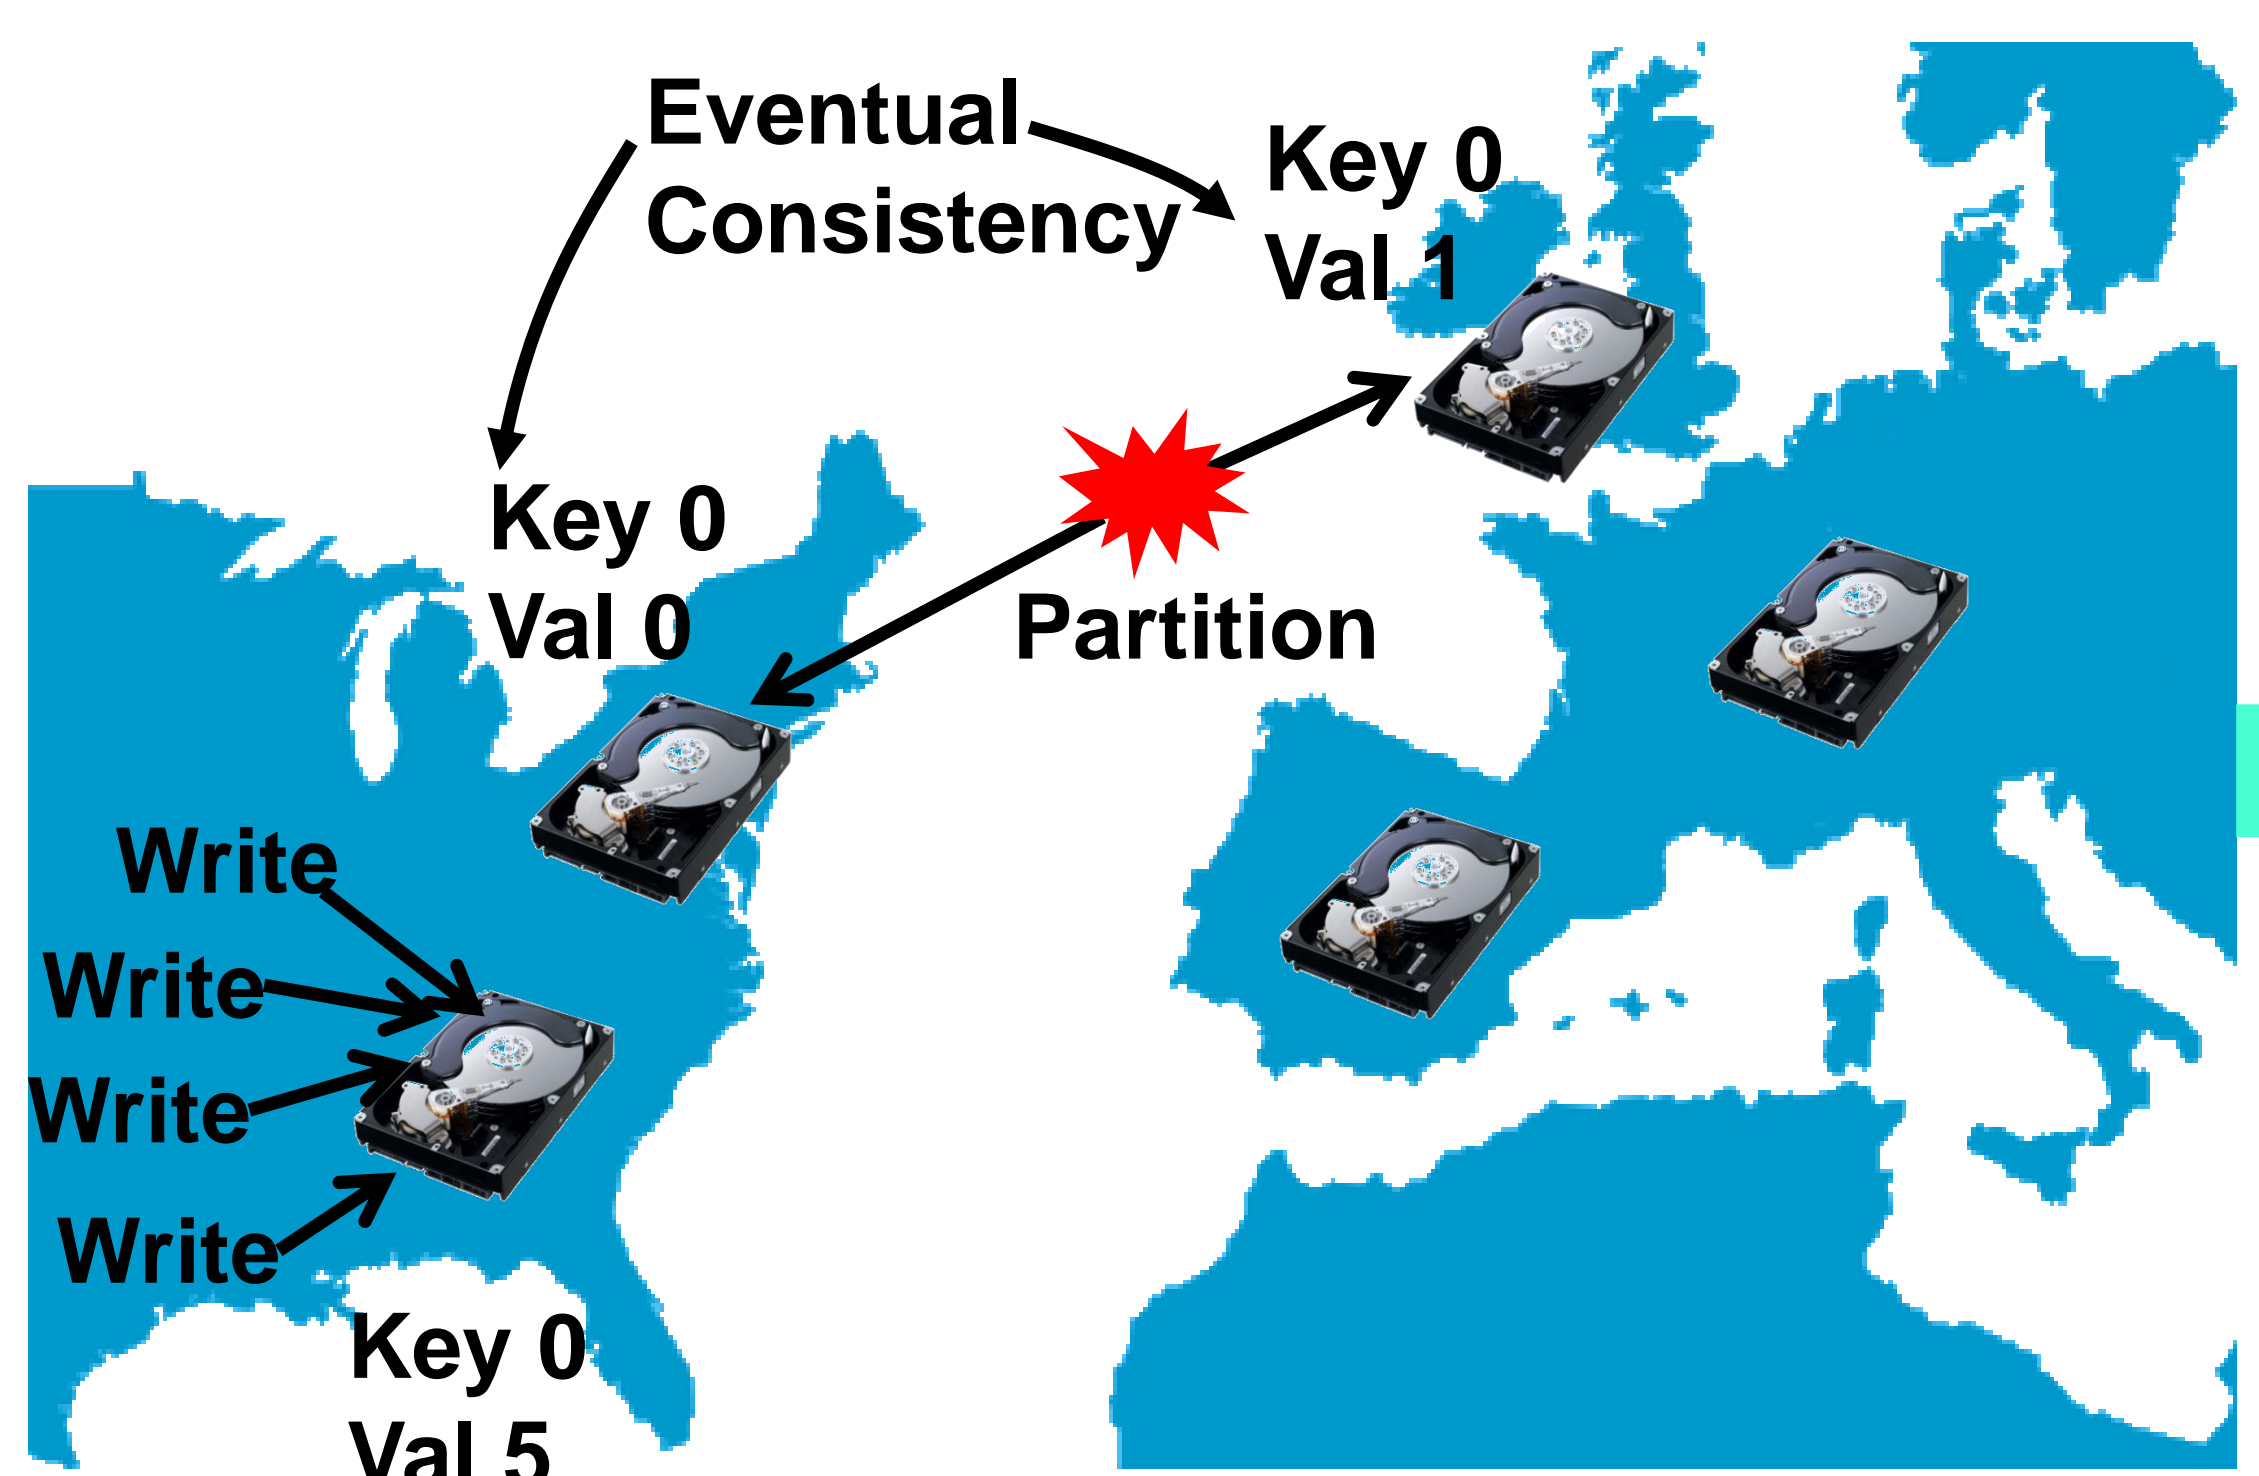 Eventual
Consistency
Key 0
Val 1
Key 0
Val 0
Partition
Write
Write
Write
Write
Key 0
Val 5